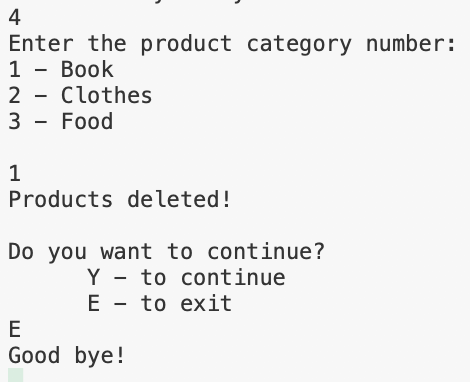 4
Enter the product category number:
1 – Book
2 – Clothes
3 – Food
1
Products deleted!
Do you want to continue?
Y – to continue
E – to exit
E
Good bye!